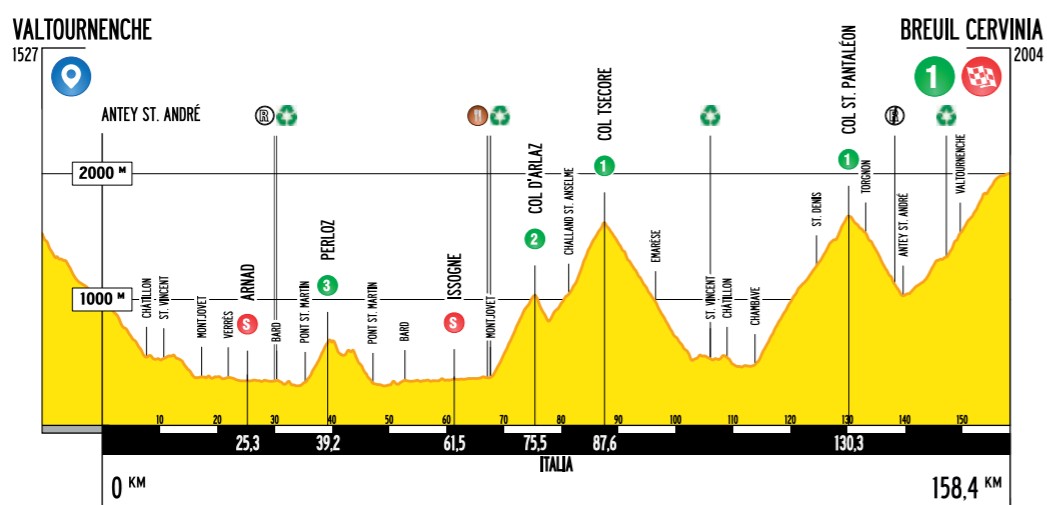 VALTOURNENCHE
1527
BREUIL CERVINIA
2004
1
ANTEY ST. ANDRÉ
2000 M
1000 M
CHÂTILLON
ST. VINCENT
MONTJOVET
VERRÈS
S
ARNAD
BARD
PONT ST. MARTIN
3
PERLOZ
PONT ST. MARTIN
BARD
S
ISSOGNE
MONTJOVET
2
COL D'ARLAZ
CHALLAND ST. ANSELME
1
COL TSECORE
EMARÈSE
ST. VINCENT
CHÂTILLON
CHAMBAVE
ST. DENIS
1
COL ST. PANTALÉON
TORGNON
ANTEY ST. ANDRÉ
VALTOURNENCHE
10 20 30 40 50 60 70 80 90 100 110 120 130 140 150
25,3 39,2 61,5 75,5 87,6 130,3
ITALIA
0 KM
158,4 KM